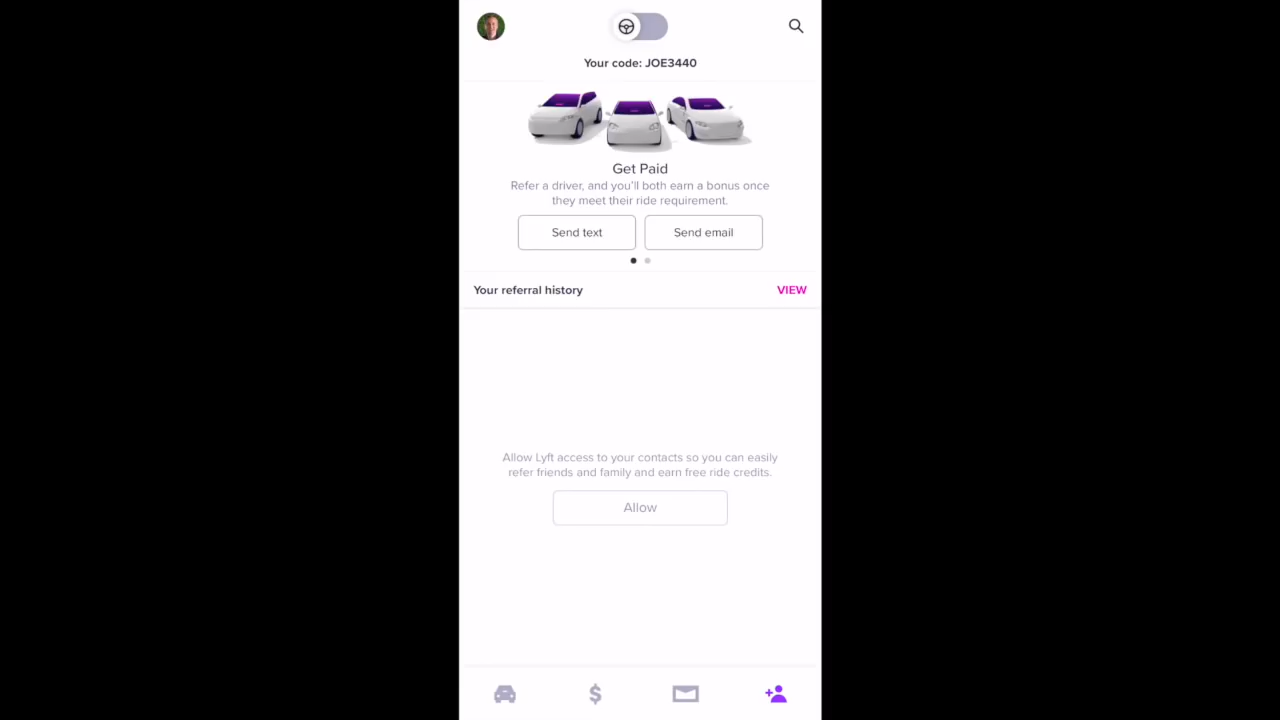 Your code: JOE3440
Get Paid
Refer a driver, and you'll both earn a bonus once
they meet their ride requirement.
Send text
Send email
Your referral history
VIEW
Allow Lyft access to your contacts so you can easily
refer friends and family and earn free ride credits.
Allow